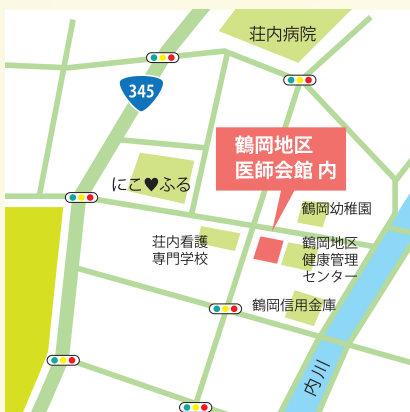 荘内病院
345
鶴岡地区
医師会館 内
にこ♥ふる
鶴岡幼稚園
荘内看護
専門学校
鶴岡地区
健康管理
センター
鶴岡信用金庫
内川